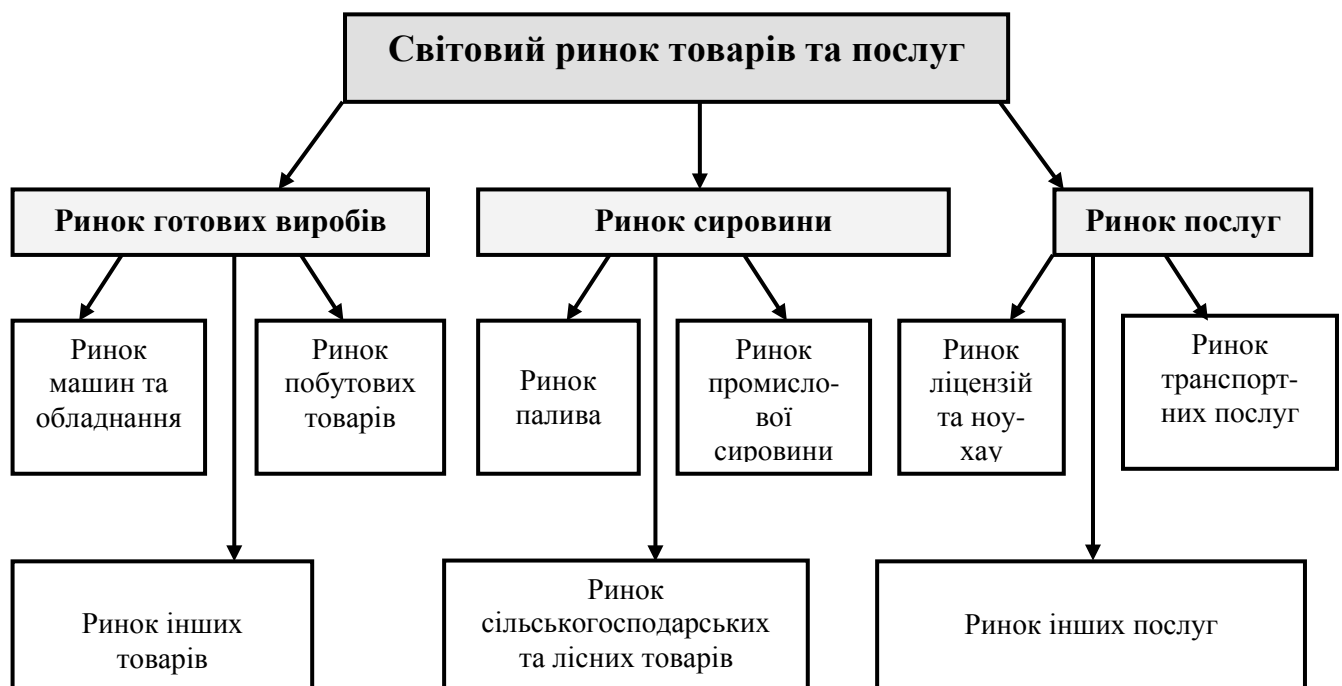 Світовий ринок товарів та послуг
Ринок готових виробів
Ринок сировини
Ринок послуг
Ринок
машин та
обладнання
Ринок
побутових
товарів
Ринок
палива
Ринок
промисло-
вої
сировини
Ринок
ліцензій
та ноу-
хау
Ринок
транспорт-
них послуг
Ринок інших
товарів
Ринок
сільськогосподарських
та лісних товарів
Ринок інших послуг